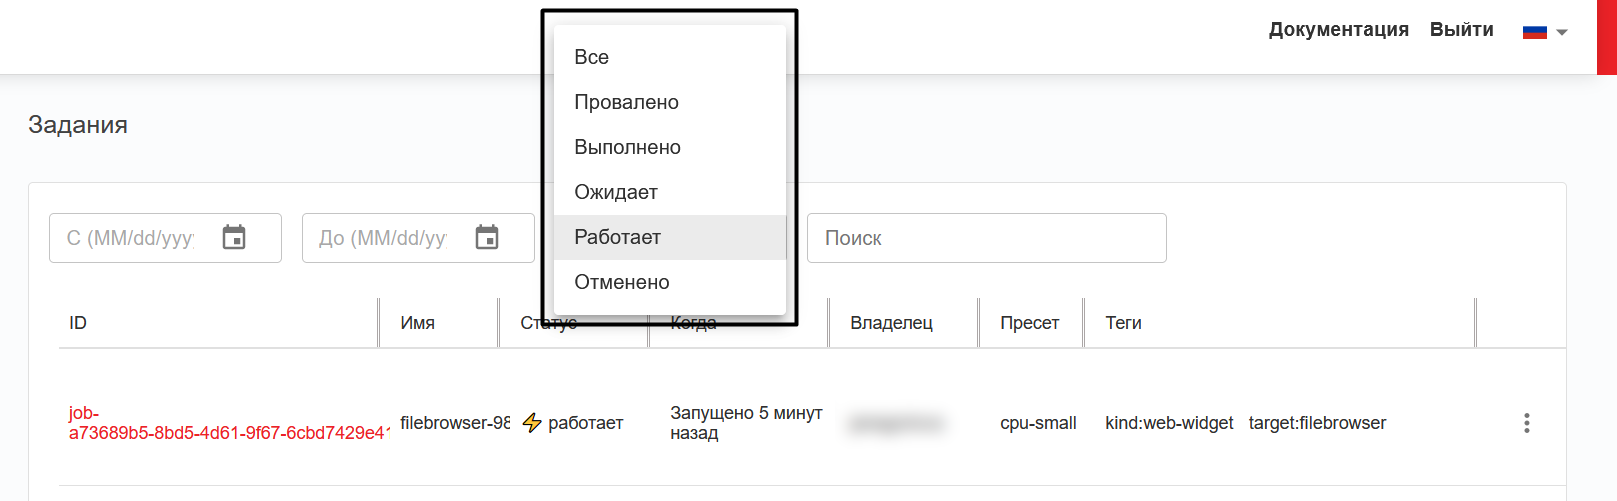 Документация Выйти
Все
Провалено
Выполнено
Ожидает
Работает
Отменено
Задания
С (MM/dd/yyy
До (MM/dd/yy
Поиск
ID Имя Статус Когда Владелец Пресет Теги
job-
a73689b5-8bd5-4d61-9f67-6cbd7429e41
filebrowser-98
работает
Запущено 5 минут
назад
cpu-small
kind:web-widget target:filebrowser